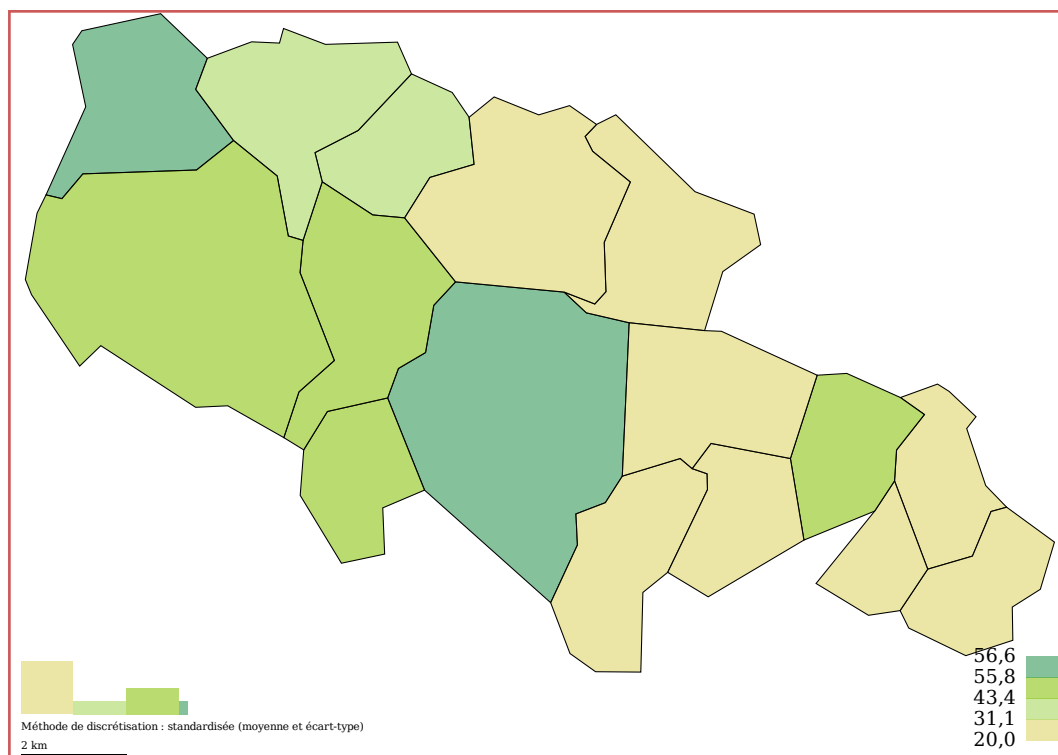 56,6
55,8
43,4
31,1
20,0
Méthode de discrétisation : standardisée (moyenne et écart-type)
2 km